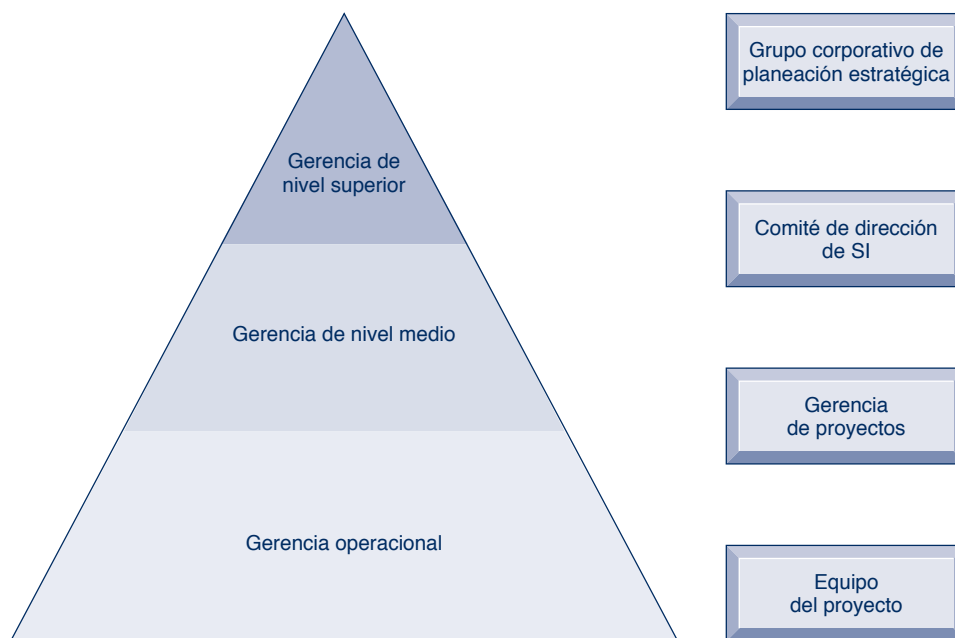 Gerencia de
nivel superior
Gerencia de nivel medio
Gerencia operacional
Grupo corporativo de
planeación estratégica
Comité de dirección
de SI
Gerencia
de proyectos
Equipo
del proyecto